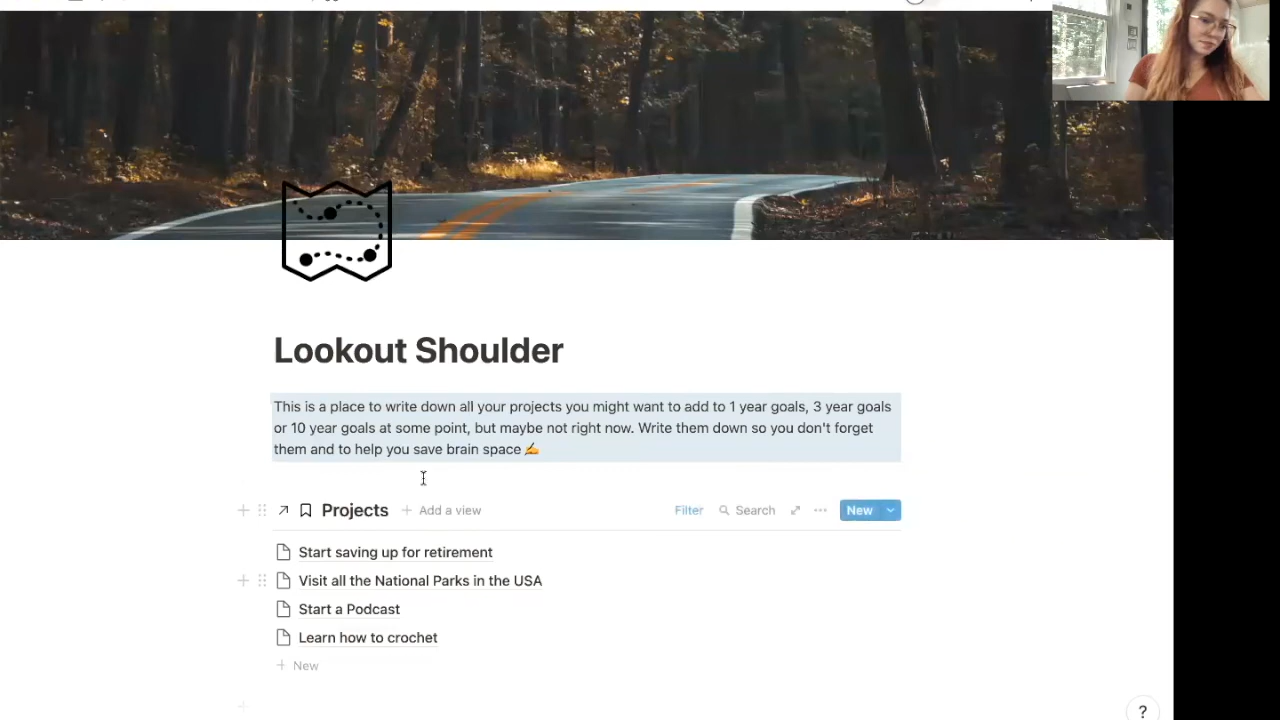 Lookout Shoulder
This is a place to write down all your projects you might want to add to 1 year goals, 3 year goals
or 10 year goals at some point, but maybe not right now. Write them down so you don't forget
them and to help you save brain space ✍️
Projects + Add a view Filter Search New
Start saving up for retirement
Visit all the National Parks in the USA
Start a Podcast
Learn how to crochet
+ New
?